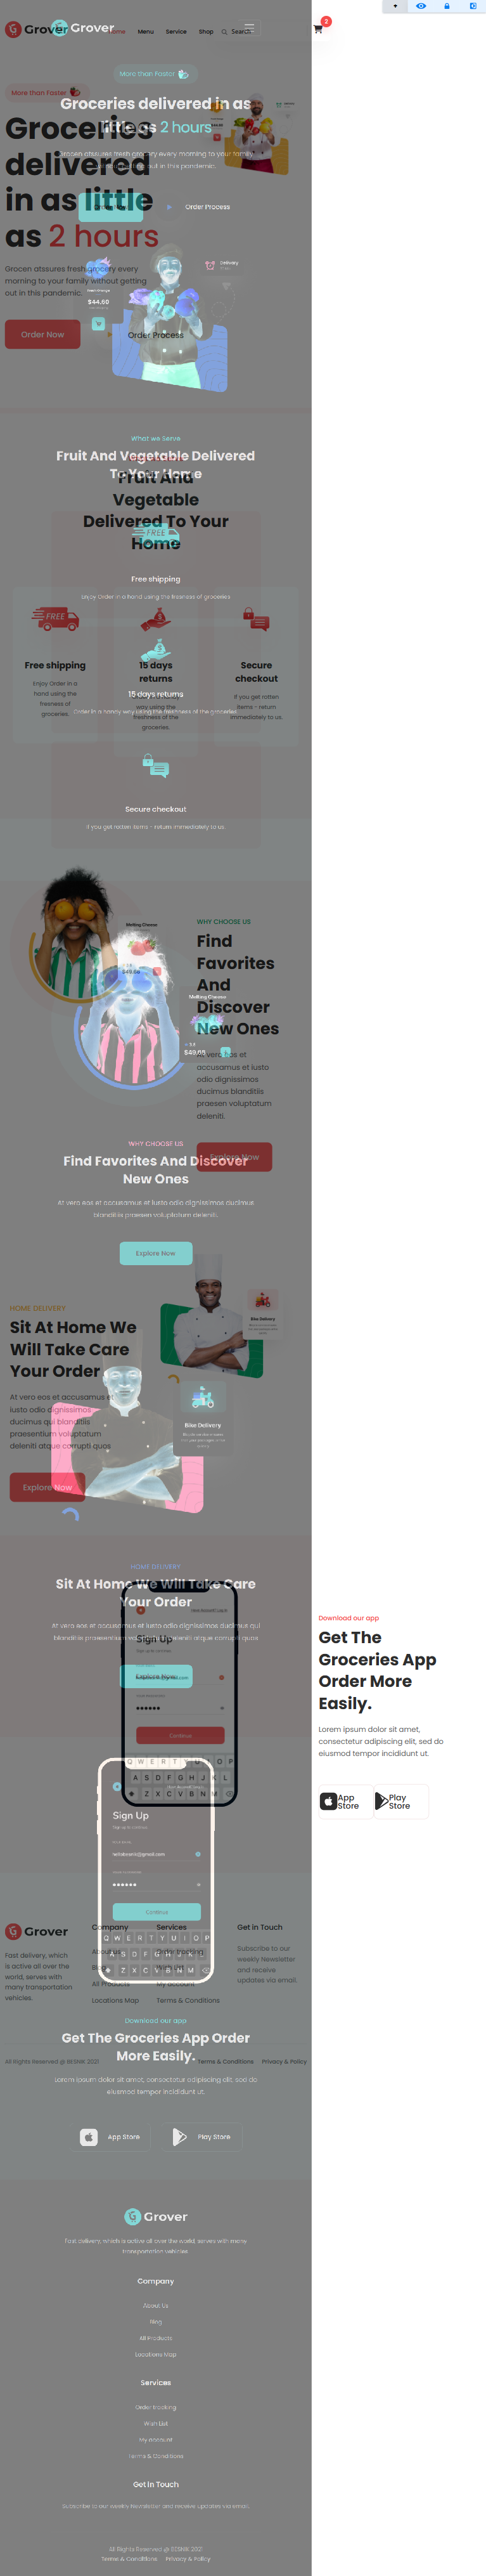 Grover
Grover
Home
Menu
Service
Shop
Search
2
More than Faster
More than Faster
Groceries delivered in as
little as 2 hours
Groceries
delivered
in as little
as 2 hours
Grocen atssures fresh grocery every morning to your family
without getting out in this pandemic.
Grocen atssures fresh grocery every
morning to your family without getting
out in this pandemic.
Order Process
Delivery
$44.60
Order Now
Order Process
What we Serve
Fruit And Vegetable Delivered
To Your Home
Fruit And
Vegetable
Delivered To Your
Home
FREE
FREE
Free shipping
Enjoy Order in a hand using the freshness of groceries
Free shipping
Enjoy Order in a
hand using the
freshness of
groceries.
15 days
returns
15 days returns
Order in a handy way using the freshness of the groceries
way using the
freshness of the
groceries.
Secure
checkout
If you get rotten
items - return
immediately to us.
Secure checkout
If you get rotten items - return immediately to us.
Melting Cheese
$49.68
Melting Cheese
5.8
$49.68
WHY CHOOSE US
Find
Favorites
And
Discover
New Ones
At vero eos et
accusamus et iusto
odio dignissimos
ducimus blanditiis
praesen voluptatum
deleniti.
Explore Now
WHY CHOOSE US
Find Favorites And Discover
New Ones
At vero eos et accusamus et iusto odio dignissimos ducimus
blanditiis praesen voluptatum deleniti.
Explore Now
HOME DELIVERY
Sit At Home We
Will Take Care
Your Order
At vero eos et accusamus et
iusto odio dignissimos
ducimus qui blanditiis
praesentium voluptatum
deleniti atque corrupti quos
Explore Now
Bike Delivery
Bike Delivery
HOME DELIVERY
Sit At Home We Will Take Care
Your Order
At vero eos et accusamus et iusto odio dignissimos ducimus qui
blanditiis praesentium voluptatum deleniti atque corrupti quos
Explore Now
Sign Up
Continue
Q W E R T Y U I O P
A S D F G H J K L
Z X C V B N M
Sign Up
Continue
Q W E R T Y U I O P
A S D F G H J K L
Z X C V B N M
Download our app
Get The
Groceries App
Order More
Easily.
Lorem ipsum dolor sit amet,
consectetur adipiscing elit, sed do
eiusmod tempor incididunt ut.
App
Store
Play
Store
Grover
Fast delivery, which
is active all over the
world, serves with
many transportation
vehicles.
Company
About Us
Blog
All Products
Locations Map
Services
Order tracking
Wish List
My account
Terms & Conditions
Get in Touch
Subscribe to our
weekly Newsletter
and receive
updates via email.
All Rights Reserved @ BESNIK 2021
Terms & Conditions
Privacy & Policy
Download our app
Get The Groceries App Order
More Easily.
Lorem ipsum dolor sit amet, consectetur adipiscing elit, sed do
eiusmod tempor incididunt ut.
App Store
Play Store
Grover
Fast delivery, which is active all over the world, serves with many
transportation vehicles.
Company
About Us
Blog
All Products
Locations Map
Services
Order tracking
Wish List
My account
Terms & Conditions
Get in Touch
Subscribe to our weekly Newsletter and receive updates via email.
All Rights Reserved @ BESNIK 2021
Terms & Conditions
Privacy & Policy